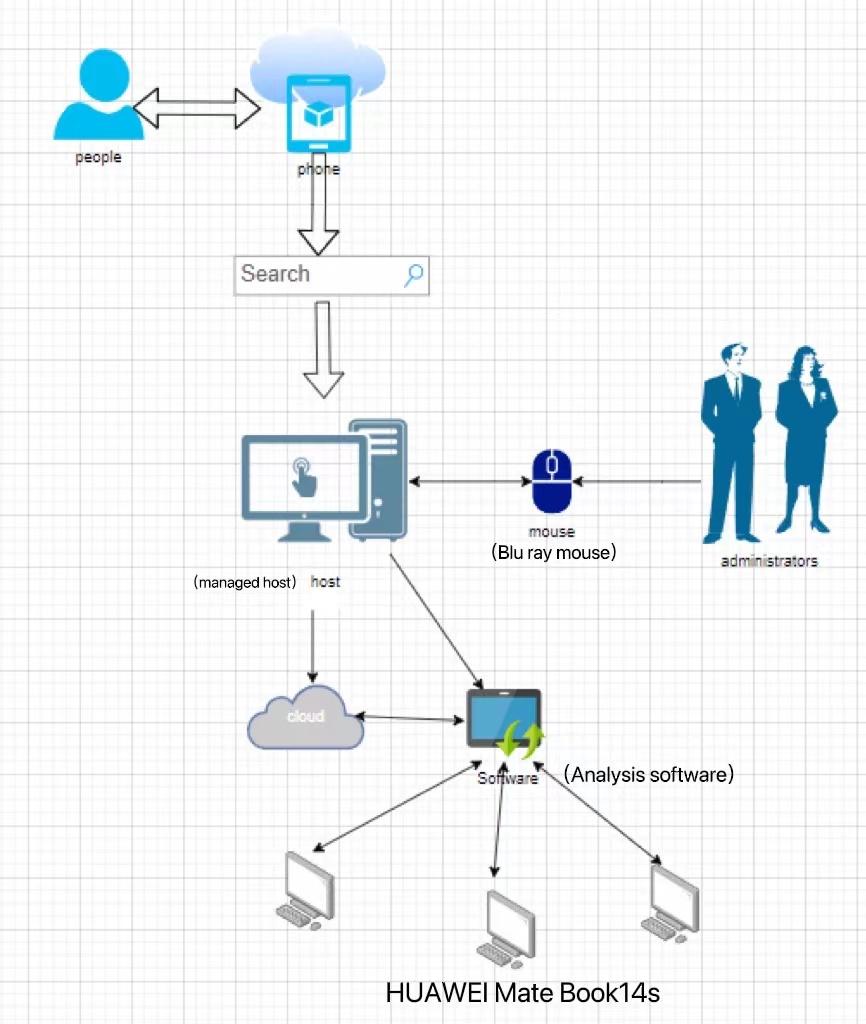 people
phone
Search
mouse
(Blu ray mouse)
administrators
(managed host) host
cloud
Software
(Analysis software)
HUAWEI Mate Book14s